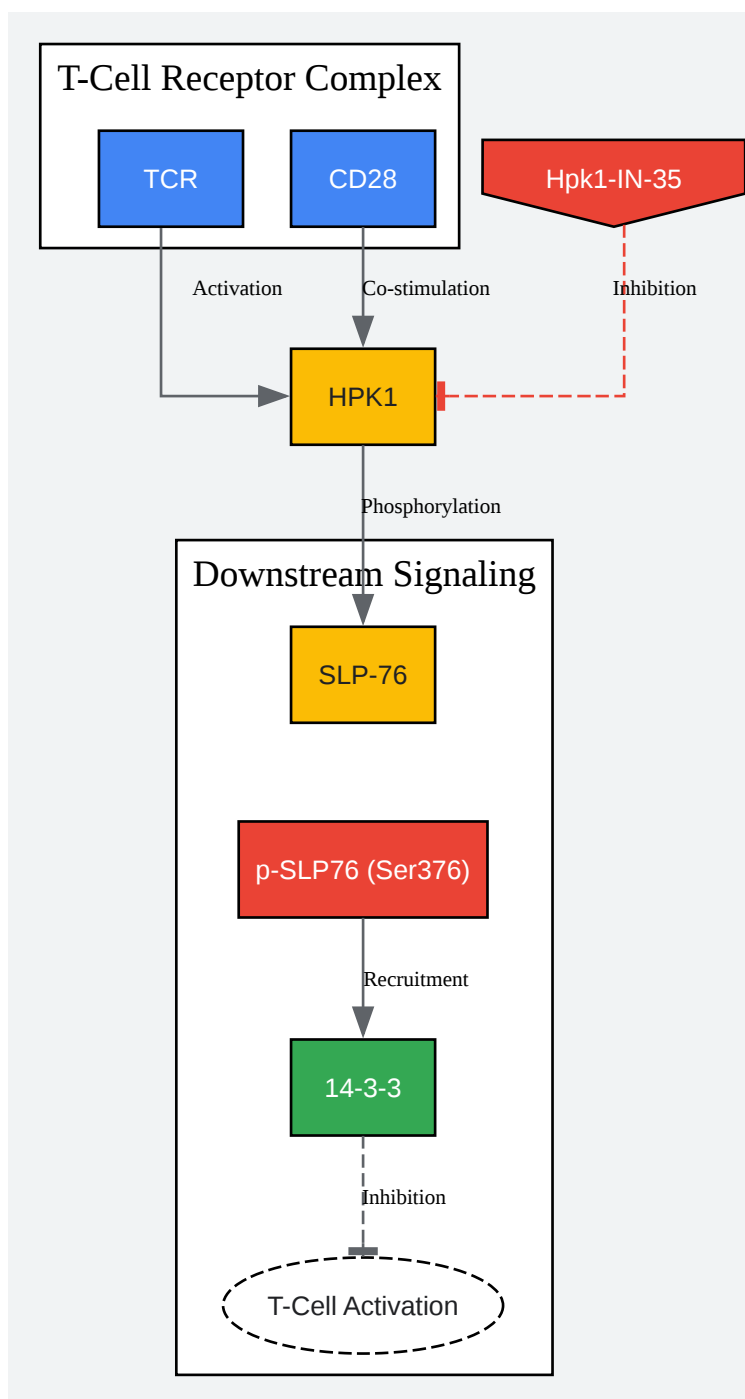 T-Cell Receptor Complex
TCR
CD28
Hpk1-IN-35
Activation
Co-stimulation
Inhibition
HPK1
Phosphorylation
Downstream Signaling
SLP-76
p-SLP76 (Ser376)
Recruitment
14-3-3
Inhibition
T-Cell Activation